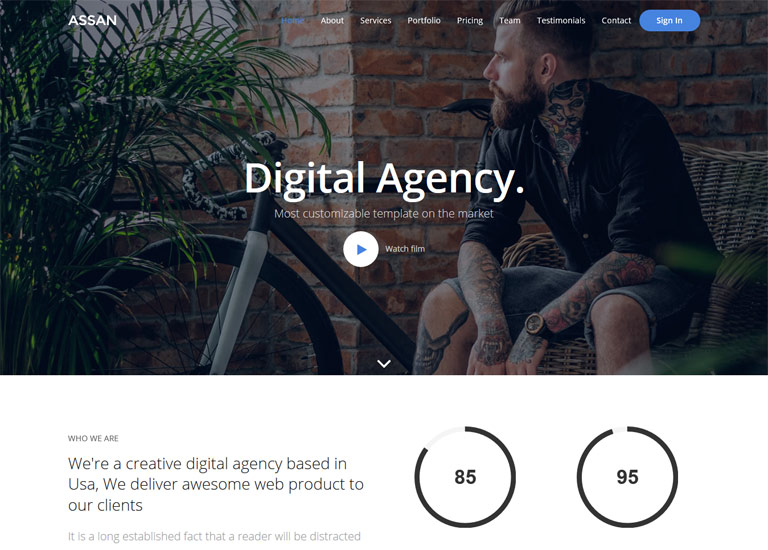 ASSAN
Home About Services Portfolio Pricing Team Testimonials Contact Sign In
Digital Agency.
Most customizable template on the market
Watch film
WHO WE ARE
We're a creative digital agency based in
Usa, We deliver awesome web product to
our clients
It is a long established fact that a reader will be distracted
85
95